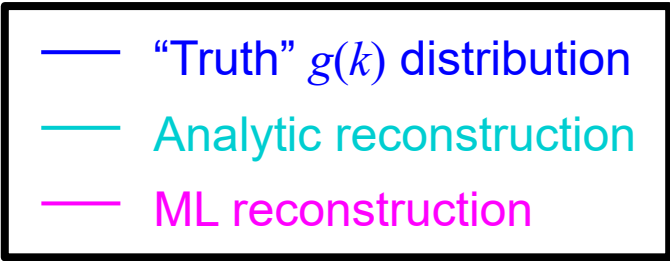 “Truth” g(k) distribution
Analytic reconstruction
ML reconstruction